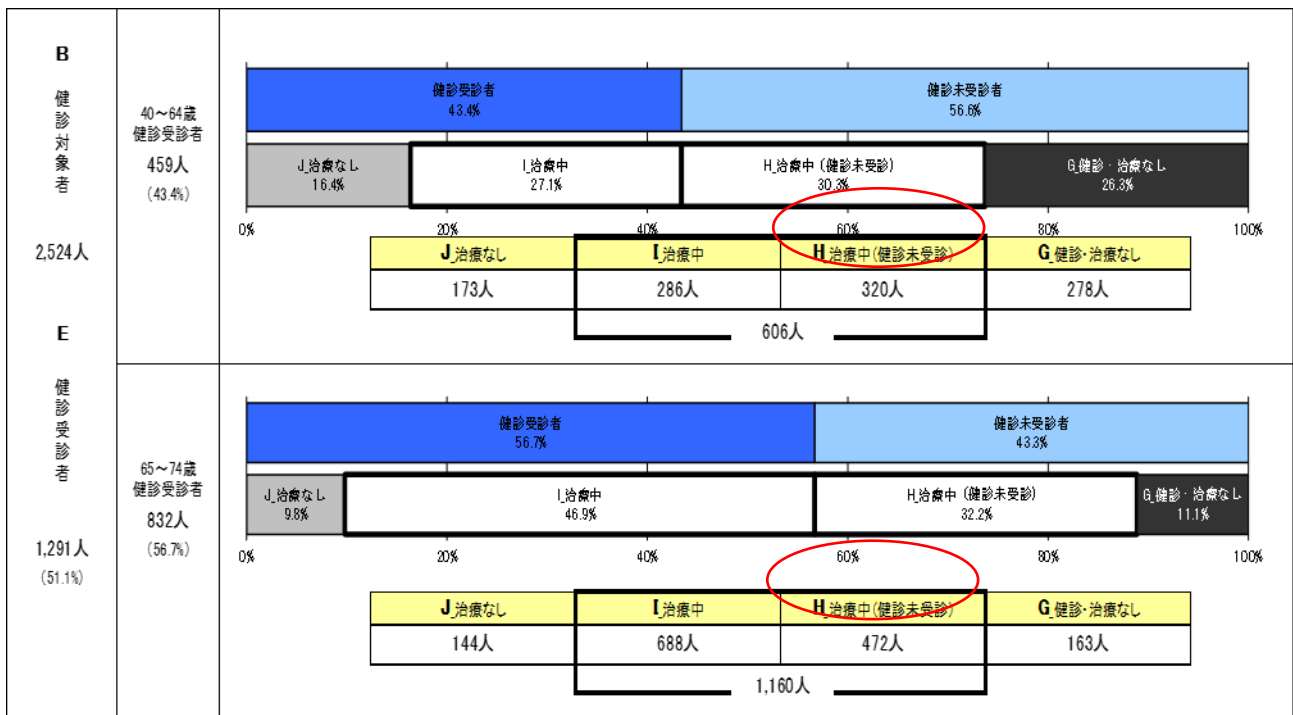 B
健診対象者
2,524人
E
健診受診者
1,291人
(51.1%)
40～64歳
健診受診者
459人
(43.4%)
健診受診者
43.4%
健診未受診者
56.6%
J_治療なし
16.4%
I_治療中
27.1%
H_治療中（健診未受診）
30.3%
G_健診・治療なし
26.3%
0%
20%
40%
60%
80%
100%
J_治療なし
I_治療中
H_治療中(健診未受診)
G_健診・治療なし
173人
286人
320人
278人
606人
65～74歳
健診受診者
832人
(56.7%)
健診受診者
56.7%
健診未受診者
43.3%
J_治療なし
9.8%
I_治療中
46.9%
H_治療中（健診未受診）
32.2%
G_健診・治療なし
11.1%
0%
20%
40%
60%
80%
100%
J_治療なし
I_治療中
H_治療中(健診未受診)
G_健診・治療なし
144人
688人
472人
163人
1,160人